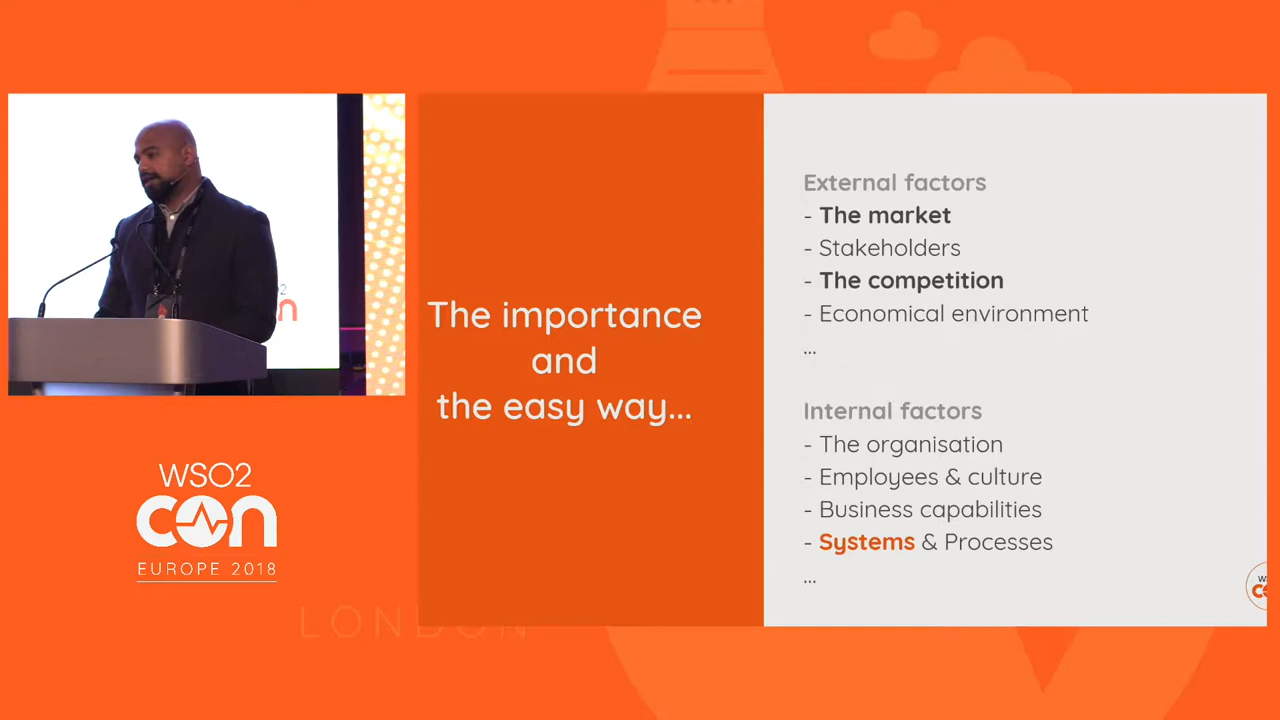 WSO2
con
EUROPE 2018
LONDON
The importance
and
the easy way...
External factors
- The market
- Stakeholders
- The competition
- Economical environment
...
Internal factors
- The organisation
- Employees & culture
- Business capabilities
- Systems & Processes
...